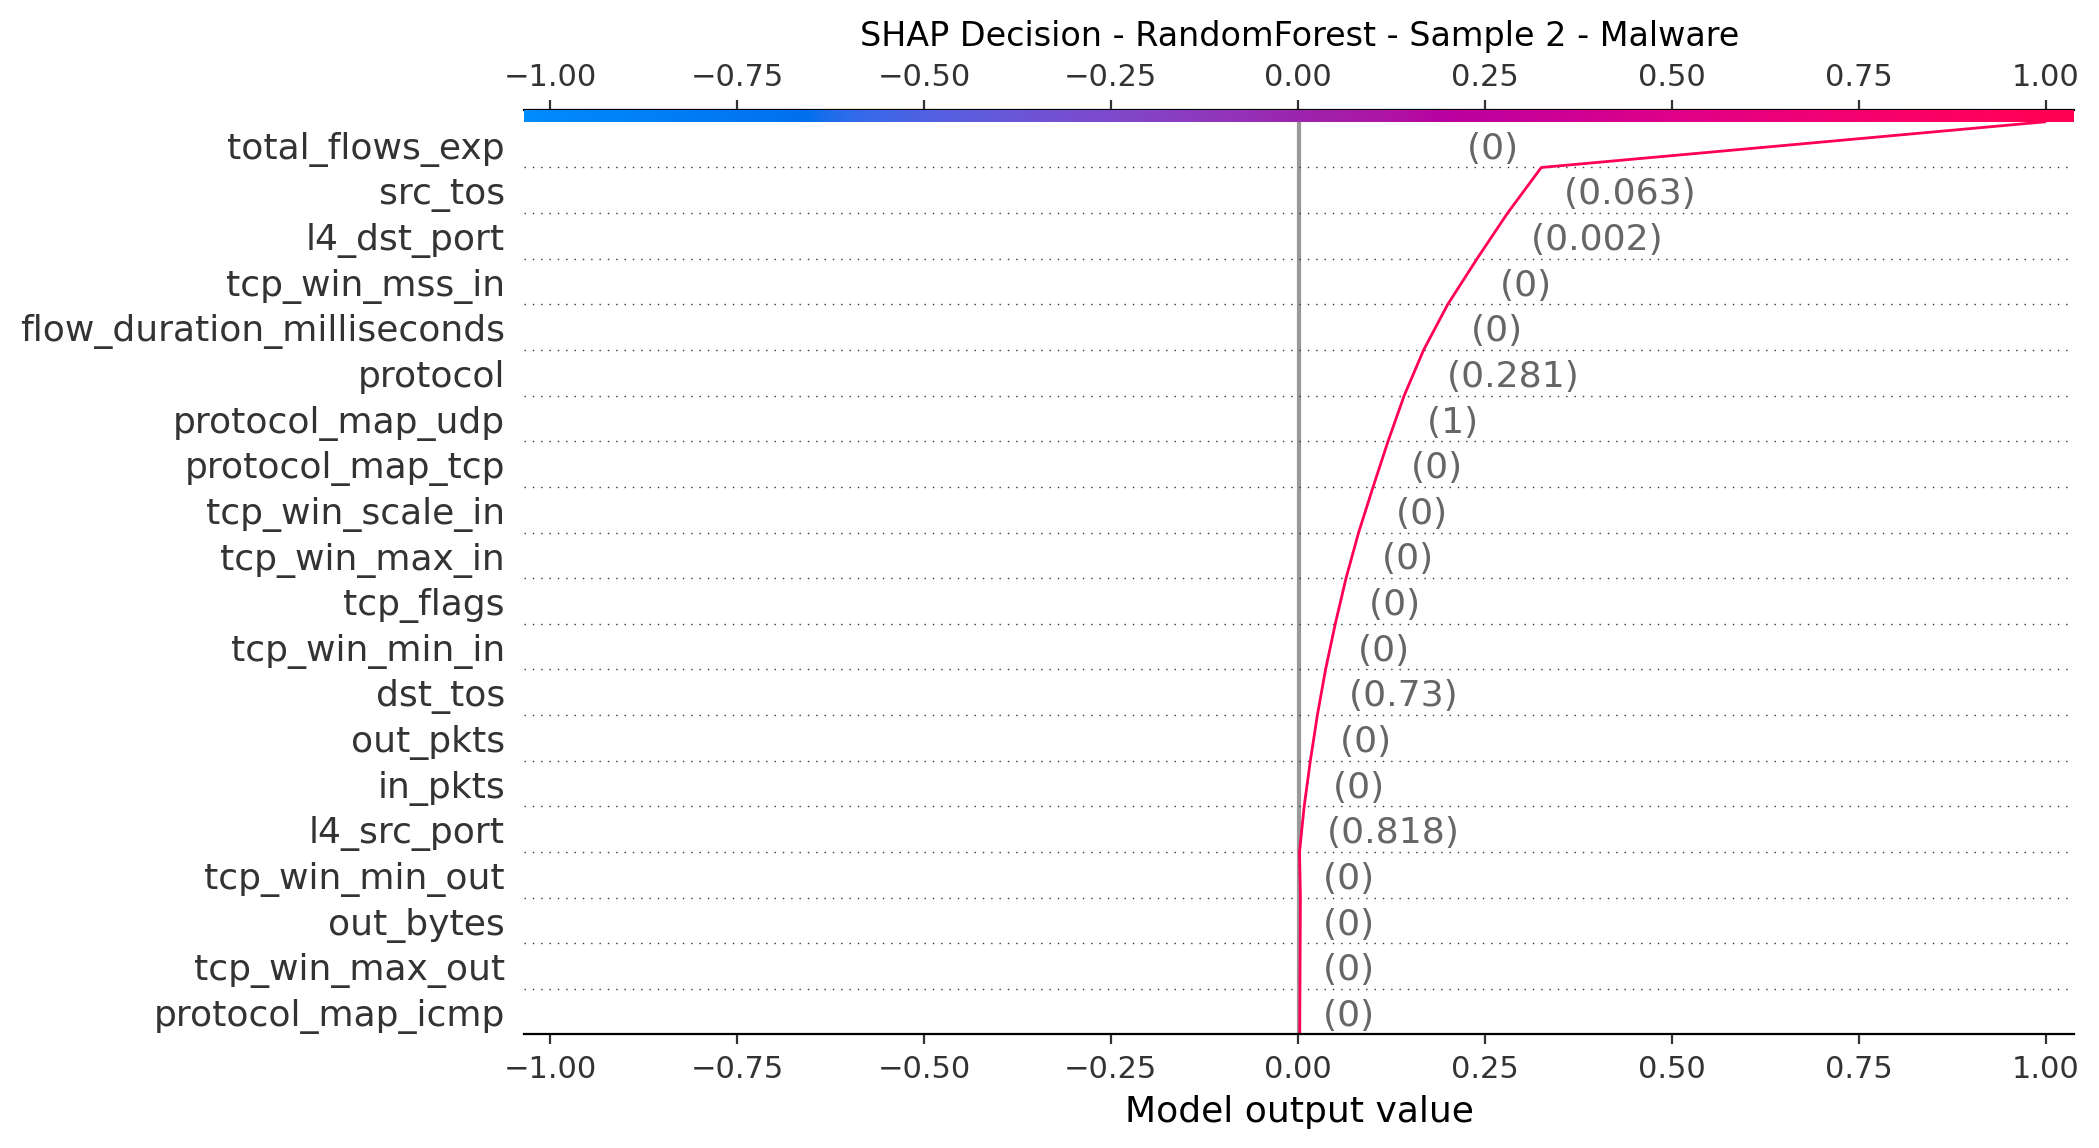 SHAP Decision - RandomForest - Sample 2 - Malware
−1.00 −0.75 −0.50 −0.25 0.00 0.25 0.50 0.75 1.00
total_flows_exp (0)
src_tos (0.063)
l4_dst_port (0.002)
tcp_win_mss_in (0)
flow_duration_milliseconds (0)
protocol (0.281)
protocol_map_udp (1)
protocol_map_tcp (0)
tcp_win_scale_in (0)
tcp_win_max_in (0)
tcp_flags (0)
tcp_win_min_in (0)
dst_tos (0.73)
out_pkts (0)
in_pkts (0)
l4_src_port (0.818)
tcp_win_min_out (0)
out_bytes (0)
tcp_win_max_out (0)
protocol_map_icmp (0)
−1.00 −0.75 −0.50 −0.25 0.00 0.25 0.50 0.75 1.00
Model output value